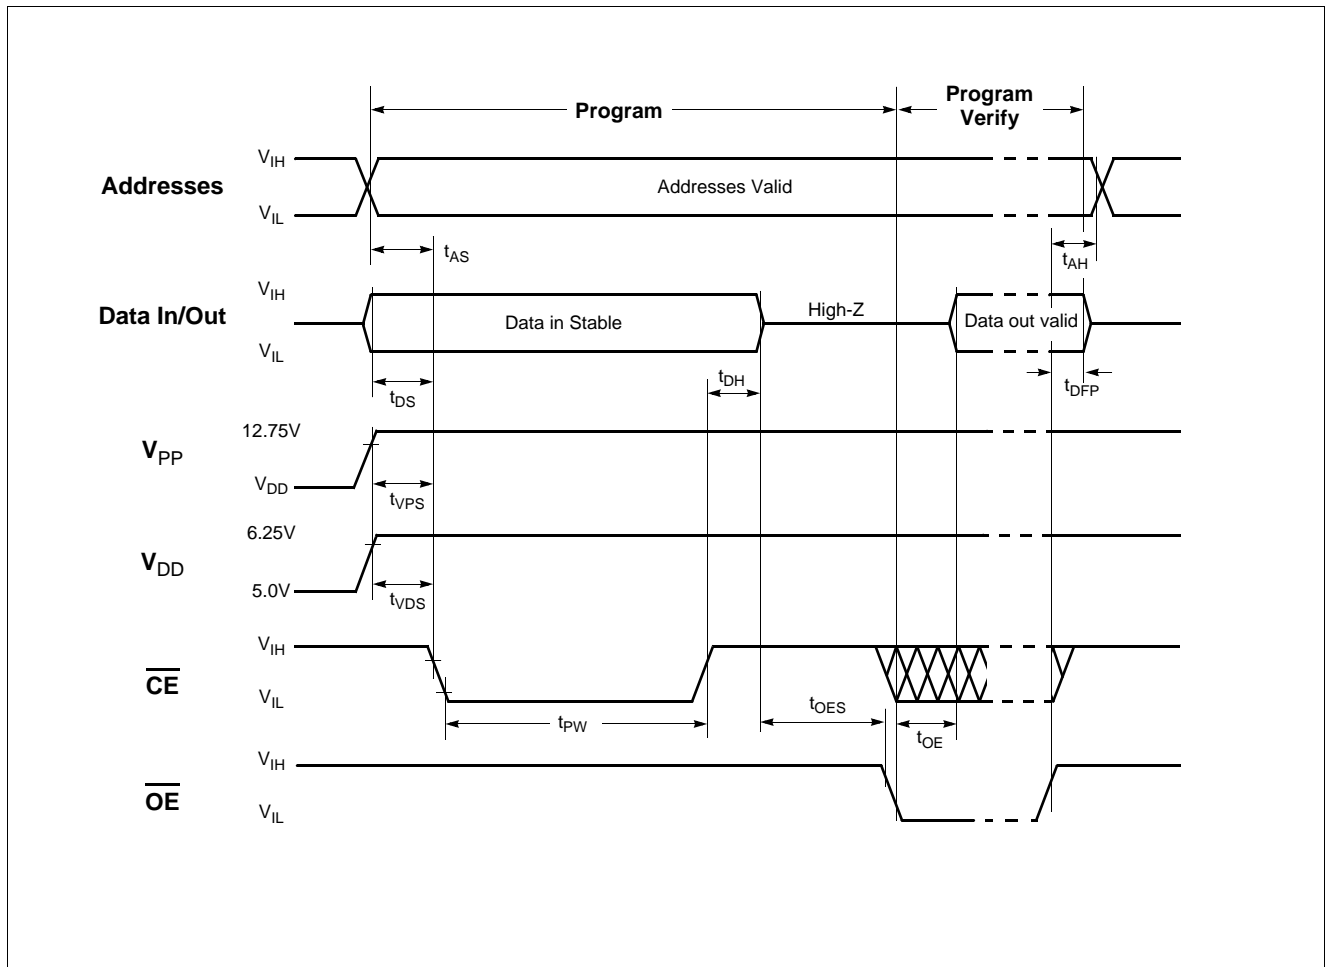 Program
Program
Verify
Addresses
VIH
Addresses Valid
VIL
tAS
tAH
Data In/Out
VIH
Data in Stable
High-Z
Data out valid
VIL
tDS
tDH
tDFP
VPP
12.75V
VDD
tVPS
VDD
6.25V
5.0V
tVDS
CE
VIH
VIL
tPW
tOES
tOE
OE
VIH
VIL